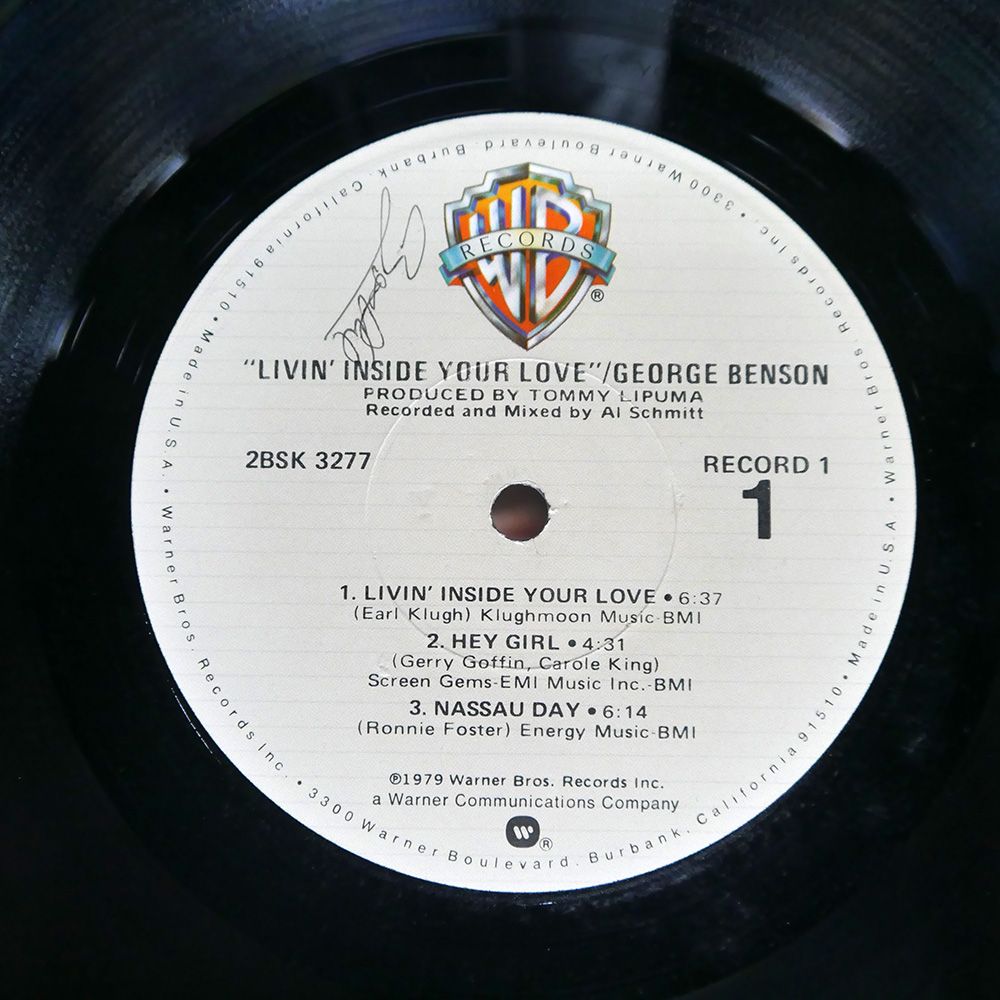 WB
RECORDS
®
"LIVIN' INSIDE YOUR LOVE"/GEORGE BENSON
PRODUCED BY TOMMY LIPUMA
Recorded and Mixed by Al Schmitt
2BSK 3277
RECORD 1
1
1. LIVIN' INSIDE YOUR LOVE • 6:37
(Earl Klugh) Klughmoon Music-BMI
2. HEY GIRL • 4:31
(Gerry Goffin, Carole King)
Screen Gems-EMI Music Inc.-BMI
3. NASSAU DAY • 6:14
(Ronnie Foster) Energy Music-BMI
℗1979 Warner Bros. Records Inc.
a Warner Communications Company
®
Made in U.S.A. • Warner Bros. Records Inc. • 3300 Warner Boulevard. Burbank, California 91510 • Made in U.S.A. • Warner Bros. Records Inc. • 3300 Warner Boulevard. Burbank, California 91510 •